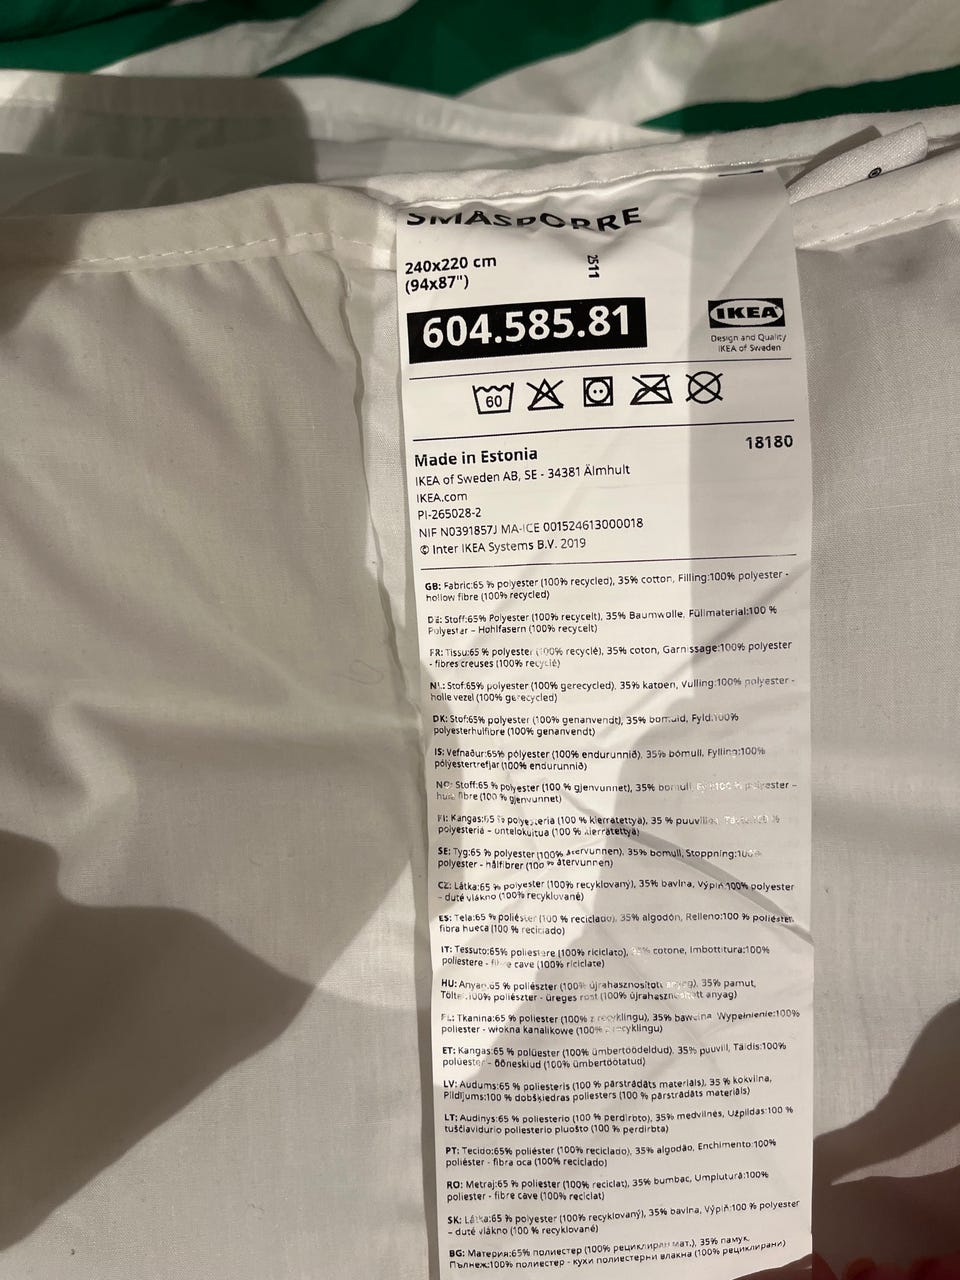 SMÅSPORRE
240x220 cm
(94x87")
2511
604.585.81
IKEA
Design and Quality
IKEA of Sweden
60
Made in Estonia
18180
IKEA of Sweden AB, SE - 34381 Älmhult
IKEA.com
PI-265028-2
NIF N0391857J MA-ICE 001524613000018
© Inter IKEA Systems B.V. 2019
GB: Fabric:65 % polyester (100% recycled), 35% cotton, Filling:100% polyester -
hollow fibre (100% recycled)
DE: Stoff:65% Polyester (100% recycelt), 35% Baumwolle, Füllmaterial:100 %
Polyester – Hohlfasern (100% recycelt)
FR: Tissu:65 % polyester (100% recyclé), 35% coton, Garnissage:100% polyester
- fibres creuses (100% recyclé)
NL: Stof:65% polyester (100% gerecycled), 35% katoen, Vulling:100% polyester -
holle vezel (100% gerecycled)
DK: Stof:65% polyester (100% genanvendt), 35% bomuld, Fyld:100%
polyesterhulfibre (100% genanvendt)
IS: Vefnaður:65% pólýester (100% endurunnið), 35% bómull, Fylling:100%
pólýestertrefjar (100% endurunnið)
NO: Stoff:65 % polyester (100 % gjenvunnet), 35% bomull, Fyll:100 % polyester –
hule fibre (100 % gjenvunnet)
FI: Kangas:65 % polyesteria (100 % kierrätettyä), 35 % puuvillaa, Täyte:100 %
polyesteriä – ontelokuitua (100 % kierrätettyä)
SE: Tyg:65 % polyester (100% återvunnen), 35% bomull, Stoppning:100%
polyester - hålfibrer (100 % återvunnen)
CZ: Látka:65 % polyester (100% recyklovaný), 35% bavlna, Výplň:100% polyester
– duté vlákno (100% recyklované)
ES: Tela:65 % poliéster (100 % reciclado), 35% algodón, Relleno:100 % poliéster,
fibra hueca (100 % reciclado)
IT: Tessuto:65% poliestere (100% riciclato), 35% cotone, Imbottitura:100%
poliestere - fibre cave (100% riciclate)
HU: Anyag:65 % poliészter (100% újrahasznosított anyag), 35% pamut,
Töltet:100% poliészter - üreges rost (100% újrahasznosított anyag)
PL: Tkanina:65 % poliester (100% z recyklingu), 35% bawełna, Wypełnienie:100%
poliester - włókna kanalikowe (100% z recyklingu)
ET: Kangas:65 % polüester (100% ümbertöödeldud), 35% puuvill, Täidis:100%
polüester – õõneskiud (100% ümbertöötatud)
LV: Audums:65 % poliesteris (100 % pārstrādāts materiāls), 35 % kokvilna,
Pildījums:100 % dobšķiedras poliesters (100 % pārstrādāts materiāls)
LT: Audinys:65 % poliesterio (100 % perdirbto), 35% medvilnės, Užpildas:100 %
tuščiavidurio poliesterio pluošto (100 % perdirbta)
PT: Tecido:65% poliéster (100% reciclado), 35% algodão, Enchimento:100%
poliéster - fibra oca (100% reciclado)
RO: Metraj:65 % poliester (100% reciclat), 35% bumbac, Umplutură:100%
poliester - fibre cave (100% reciclat)
SK: Látka:65 % polyester (100% recyklovaný), 35% bavlna, Výplň:100% polyester
– duté vlákno (100% recyklované)
BG: Материя:65% полиестер (100% рециклиран мат.), 35% памук,
Пълнеж:100% полиестер - кухи полиестерни влакна (100% рециклирани)